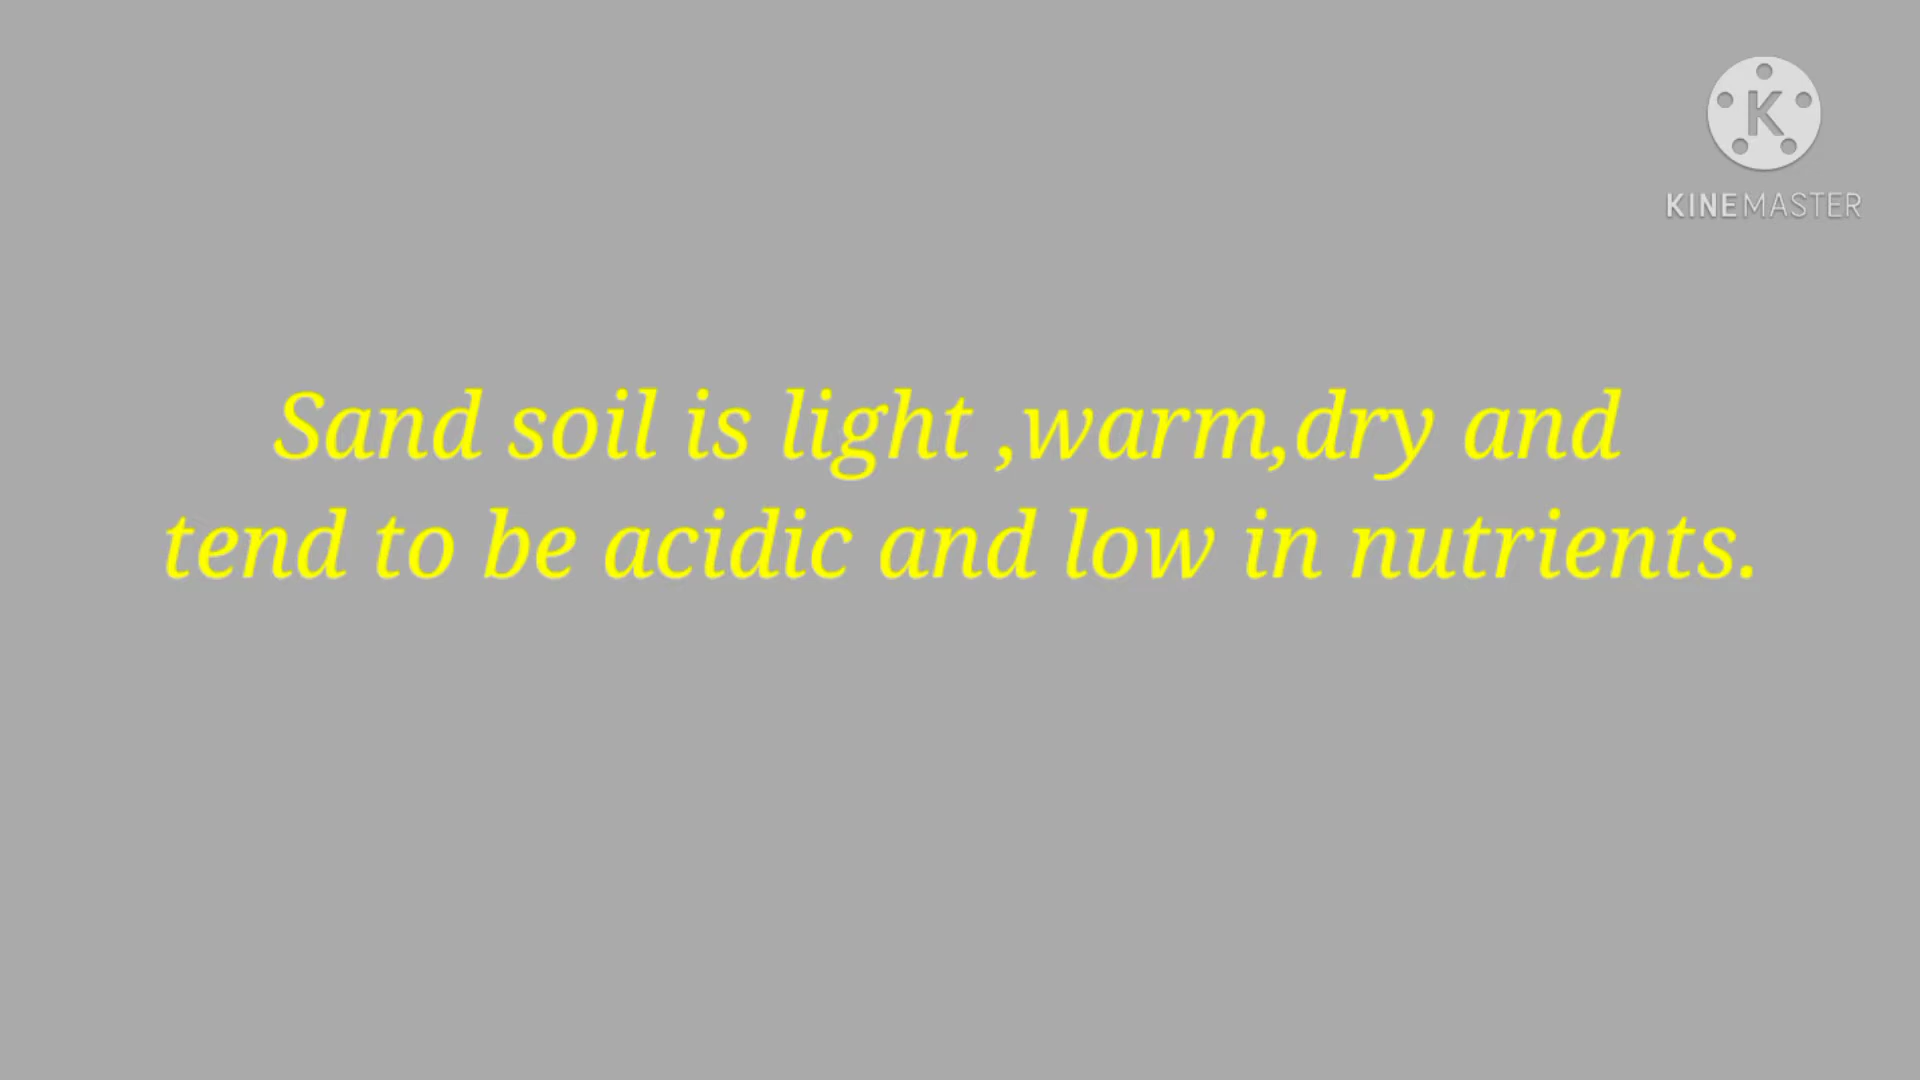 K
KINEMASTER
Sand soil is light ,warm,dry and
tend to be acidic and low in nutrients.